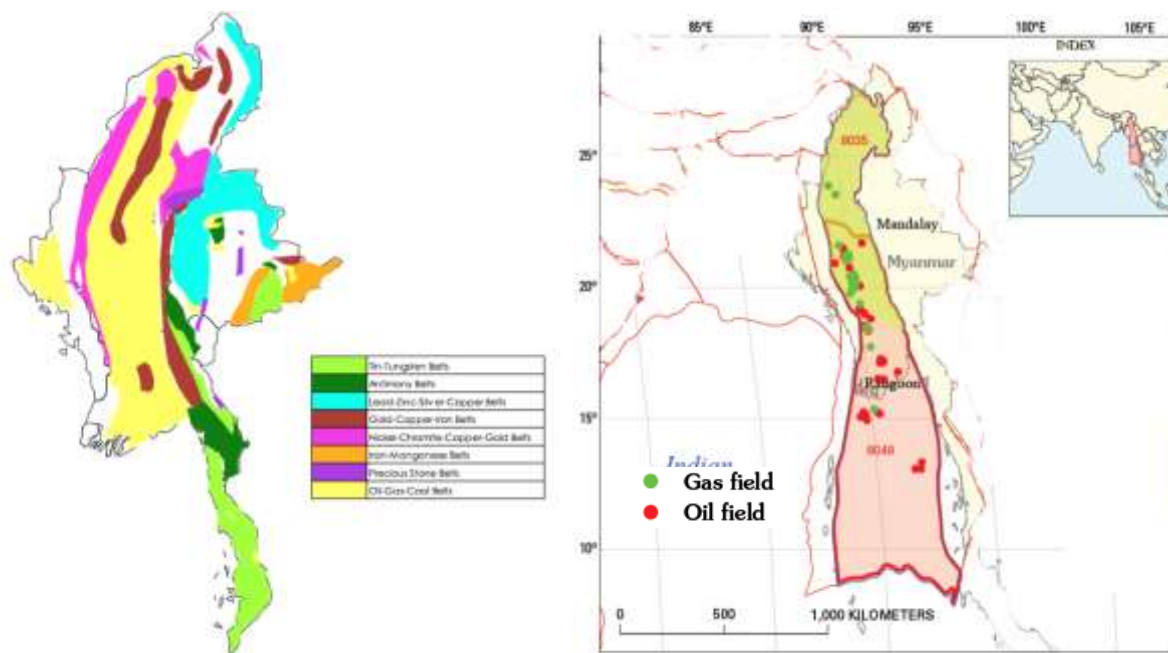 Tin-Tungsten Belts
Antimony Belts
Lead-Zinc-Silver-Copper Belts
Gold-Copper-Iron Belts
Nickel-Chromite-Copper-Gold Belts
Iron-Manganese Belts
Precious Stone Belts
Oil-Gas-Coal Belts
85°E 90°E 95°E 100°E 105°E
INDEX
25°
8035
Mandalay
Myanmar
20°
Rangoon
15°
8048
Indian
Gas field
Oil field
10°
0 500 1,000 KILOMETERS